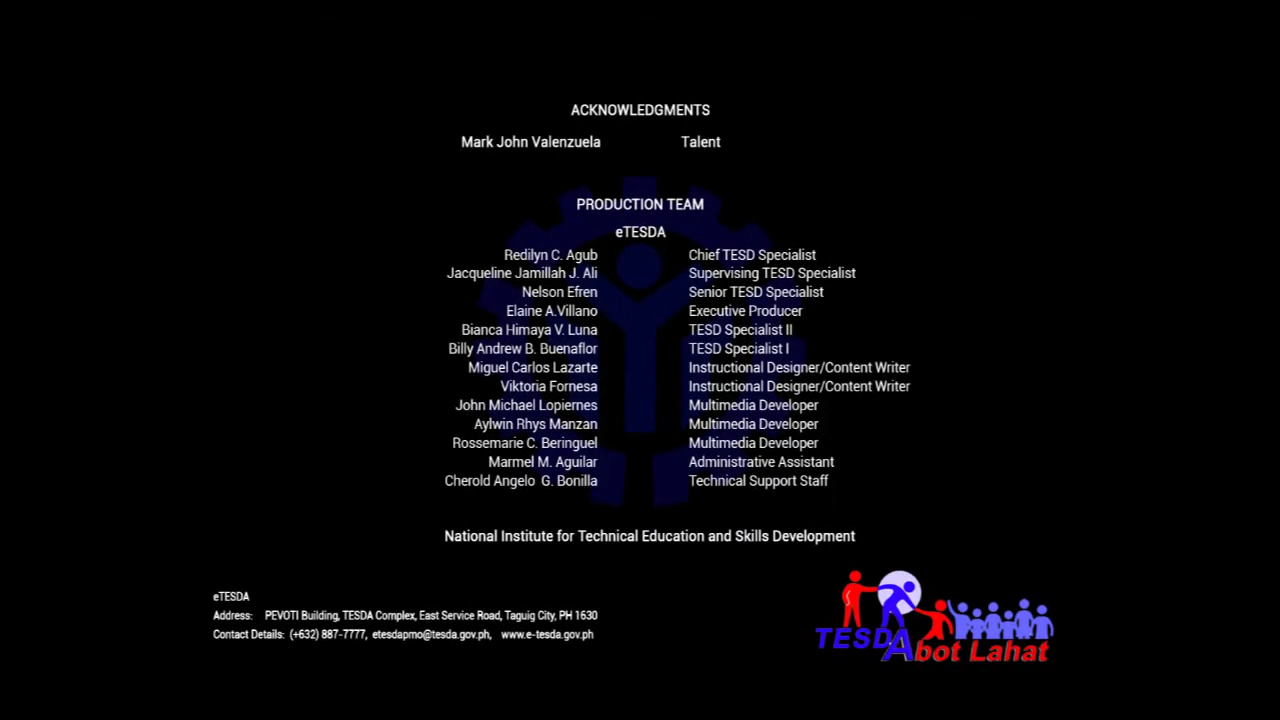 ACKNOWLEDGMENTS
Mark John Valenzuela Talent
PRODUCTION TEAM
eTESDA
Redilyn C. Agub Chief TESD Specialist
Jacqueline Jamillah J. Ali Supervising TESD Specialist
Nelson Efren Senior TESD Specialist
Elaine A.Villano Executive Producer
Bianca Himaya V. Luna TESD Specialist II
Billy Andrew B. Buenaflor TESD Specialist I
Miguel Carlos Lazarte Instructional Designer/Content Writer
Viktoria Fornesa Instructional Designer/Content Writer
John Michael Lopiernes Multimedia Developer
Aylwin Rhys Manzan Multimedia Developer
Rossemarie C. Beringuel Multimedia Developer
Marmel M. Aguilar Administrative Assistant
Cherold Angelo G. Bonilla Technical Support Staff
National Institute for Technical Education and Skills Development
eTESDA
Address: PEVOTI Building, TESDA Complex, East Service Road, Taguig City, PH 1630
Contact Details: (+632) 887-7777, etesdapmo@tesda.gov.ph, www.e-tesda.gov.ph
TESDA
Abot Lahat